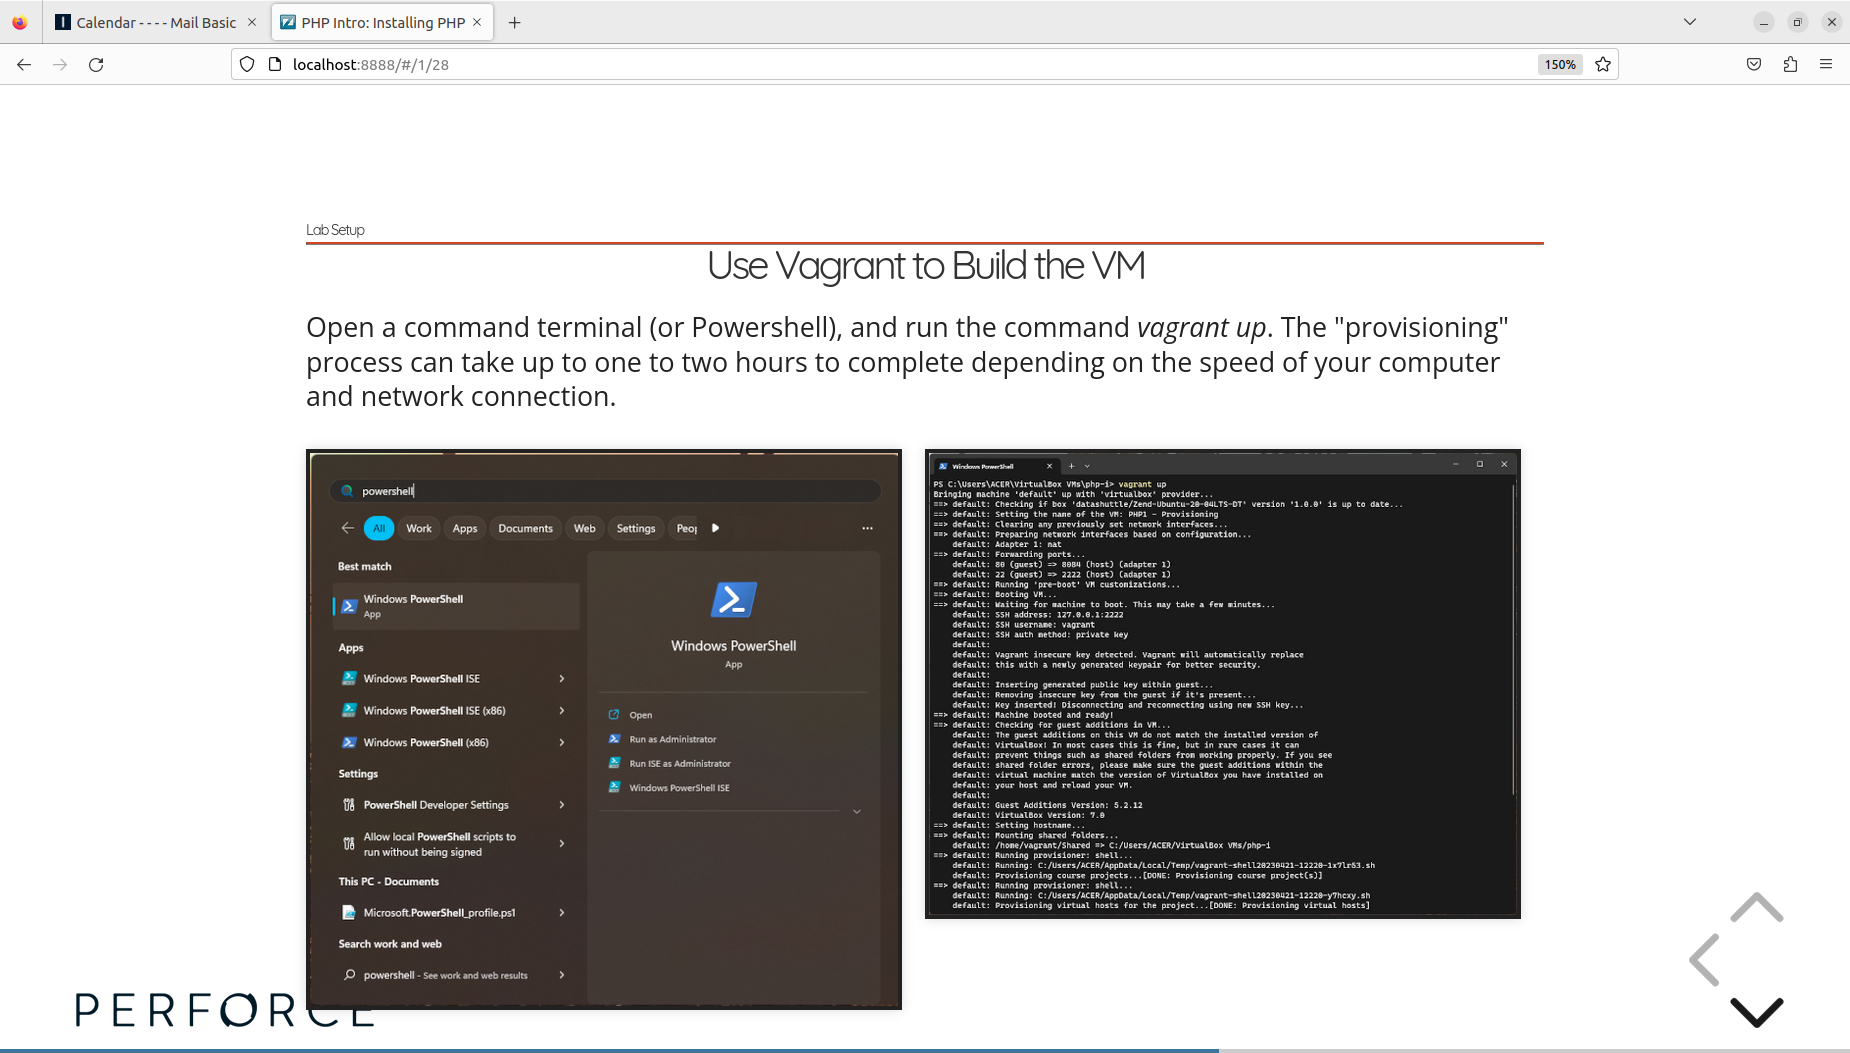 Calendar - - - - Mail Basic
PHP Intro: Installing PHP
localhost:8888/#/1/28
150%
Lab Setup
Use Vagrant to Build the VM
Open a command terminal (or Powershell), and run the command vagrant up. The "provisioning"
process can take up to one to two hours to complete depending on the speed of your computer
and network connection.
powershell
All Work Apps Documents Web Settings Peop
Best match
Windows PowerShell
App
Apps
Windows PowerShell ISE
Windows PowerShell ISE (x86)
Windows PowerShell (x86)
Settings
PowerShell Developer Settings
Allow local PowerShell scripts to
run without being signed
This PC - Documents
Microsoft.PowerShell_profile.ps1
Search work and web
powershell - See work and web results
Windows PowerShell
App
Open
Run as Administrator
Run ISE as Administrator
Windows PowerShell ISE
Windows PowerShell
PS C:\Users\ACER\VirtualBox VMs\php-i> vagrant up
Bringing machine 'default' up with 'virtualbox' provider...
==> default: Checking if box 'datashuttle/Zend-Ubuntu-20-04LTS-DT' version '1.0.0' is up to date...
==> default: Setting the name of the VM: PHP1 - Provisioning
==> default: Clearing any previously set network interfaces...
==> default: Preparing network interfaces based on configuration...
default: Adapter 1: nat
==> default: Forwarding ports...
default: 80 (guest) => 8084 (host) (adapter 1)
default: 22 (guest) => 2222 (host) (adapter 1)
==> default: Running 'pre-boot' VM customizations...
==> default: Booting VM...
==> default: Waiting for machine to boot. This may take a few minutes...
default: SSH address: 127.0.0.1:2222
default: SSH username: vagrant
default: SSH auth method: private key
default:
default: Vagrant insecure key detected. Vagrant will automatically replace
default: this with a newly generated keypair for better security.
default:
default: Inserting generated public key within guest...
default: Removing insecure key from the guest if it's present...
default: Key inserted! Disconnecting and reconnecting using new SSH key...
==> default: Machine booted and ready!
==> default: Checking for guest additions in VM...
default: The guest additions on this VM do not match the installed version of
default: VirtualBox! In most cases this is fine, but in rare cases it can
default: prevent things such as shared folders from working properly. If you see
default: shared folder errors, please make sure the guest additions within the
default: virtual machine match the version of VirtualBox you have installed on
default: your host and reload your VM.
default:
default: Guest Additions Version: 5.2.12
default: VirtualBox Version: 7.0
==> default: Setting hostname...
==> default: Mounting shared folders...
default: /home/vagrant/Shared => C:/Users/ACER/VirtualBox VMs/php-i
==> default: Running provisioner: shell...
default: Running: C:/Users/ACER/AppData/Local/Temp/vagrant-shell20230421-12220-1x7lr53.sh
default: Provisioning course projects...[DONE: Provisioning course project(s)]
==> default: Running provisioner: shell...
default: Running: C:/Users/ACER/AppData/Local/Temp/vagrant-shell20230421-12220-y7hcxy.sh
default: Provisioning virtual hosts for the project...[DONE: Provisioning virtual hosts]
PERFORCE